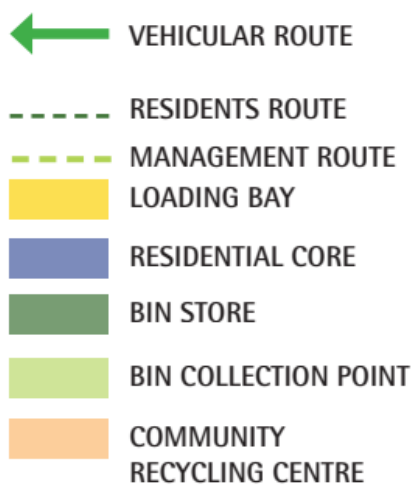 VEHICULAR ROUTE
RESIDENTS ROUTE
MANAGEMENT ROUTE
LOADING BAY
RESIDENTIAL CORE
BIN STORE
BIN COLLECTION POINT
COMMUNITY
RECYCLING CENTRE